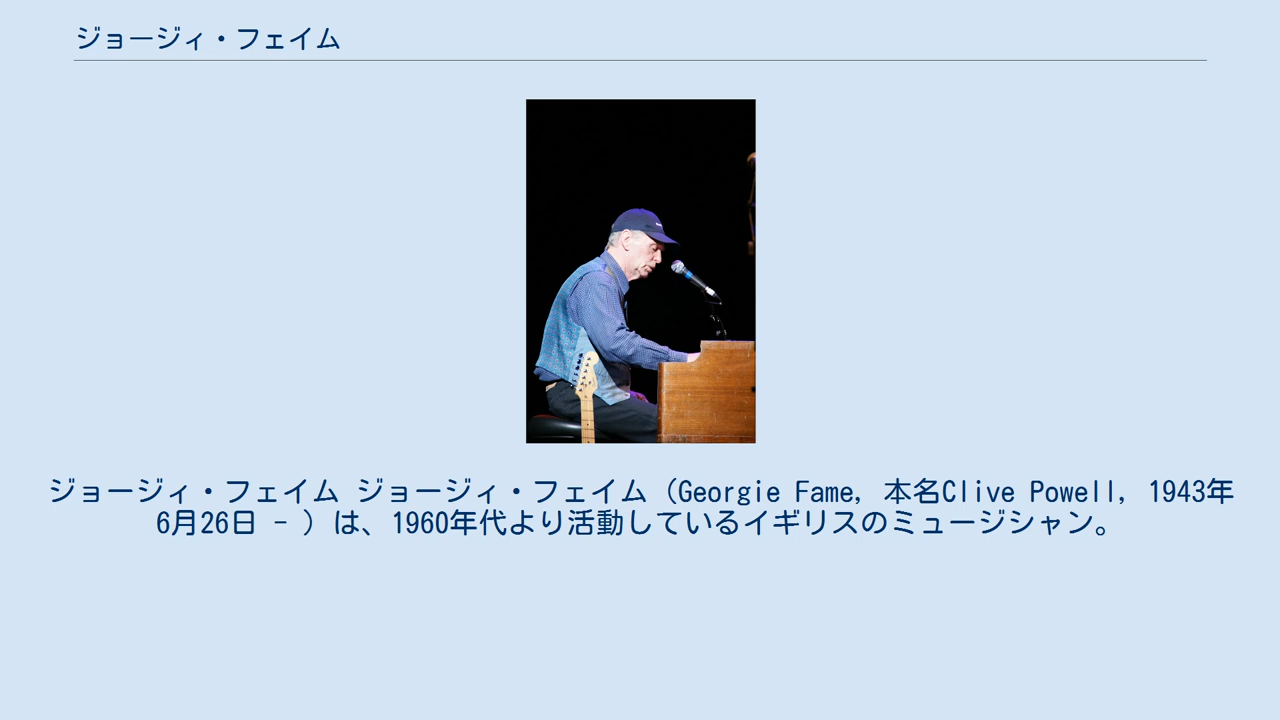 ジョージィ・フェイム
ジョージィ・フェイム ジョージィ・フェイム（Georgie Fame, 本名Clive Powell, 1943年
6月26日 - ）は、1960年代より活動しているイギリスのミュージシャン。